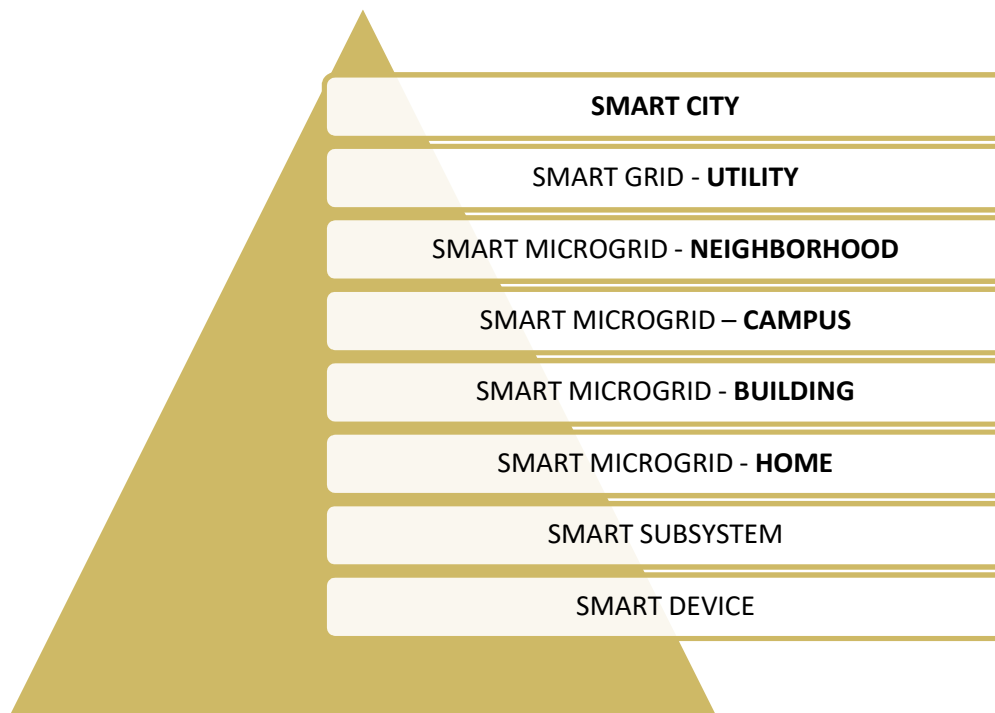 SMART CITY
SMART GRID - UTILITY
SMART MICROGRID - NEIGHBORHOOD
SMART MICROGRID – CAMPUS
SMART MICROGRID - BUILDING
SMART MICROGRID - HOME
SMART SUBSYSTEM
SMART DEVICE